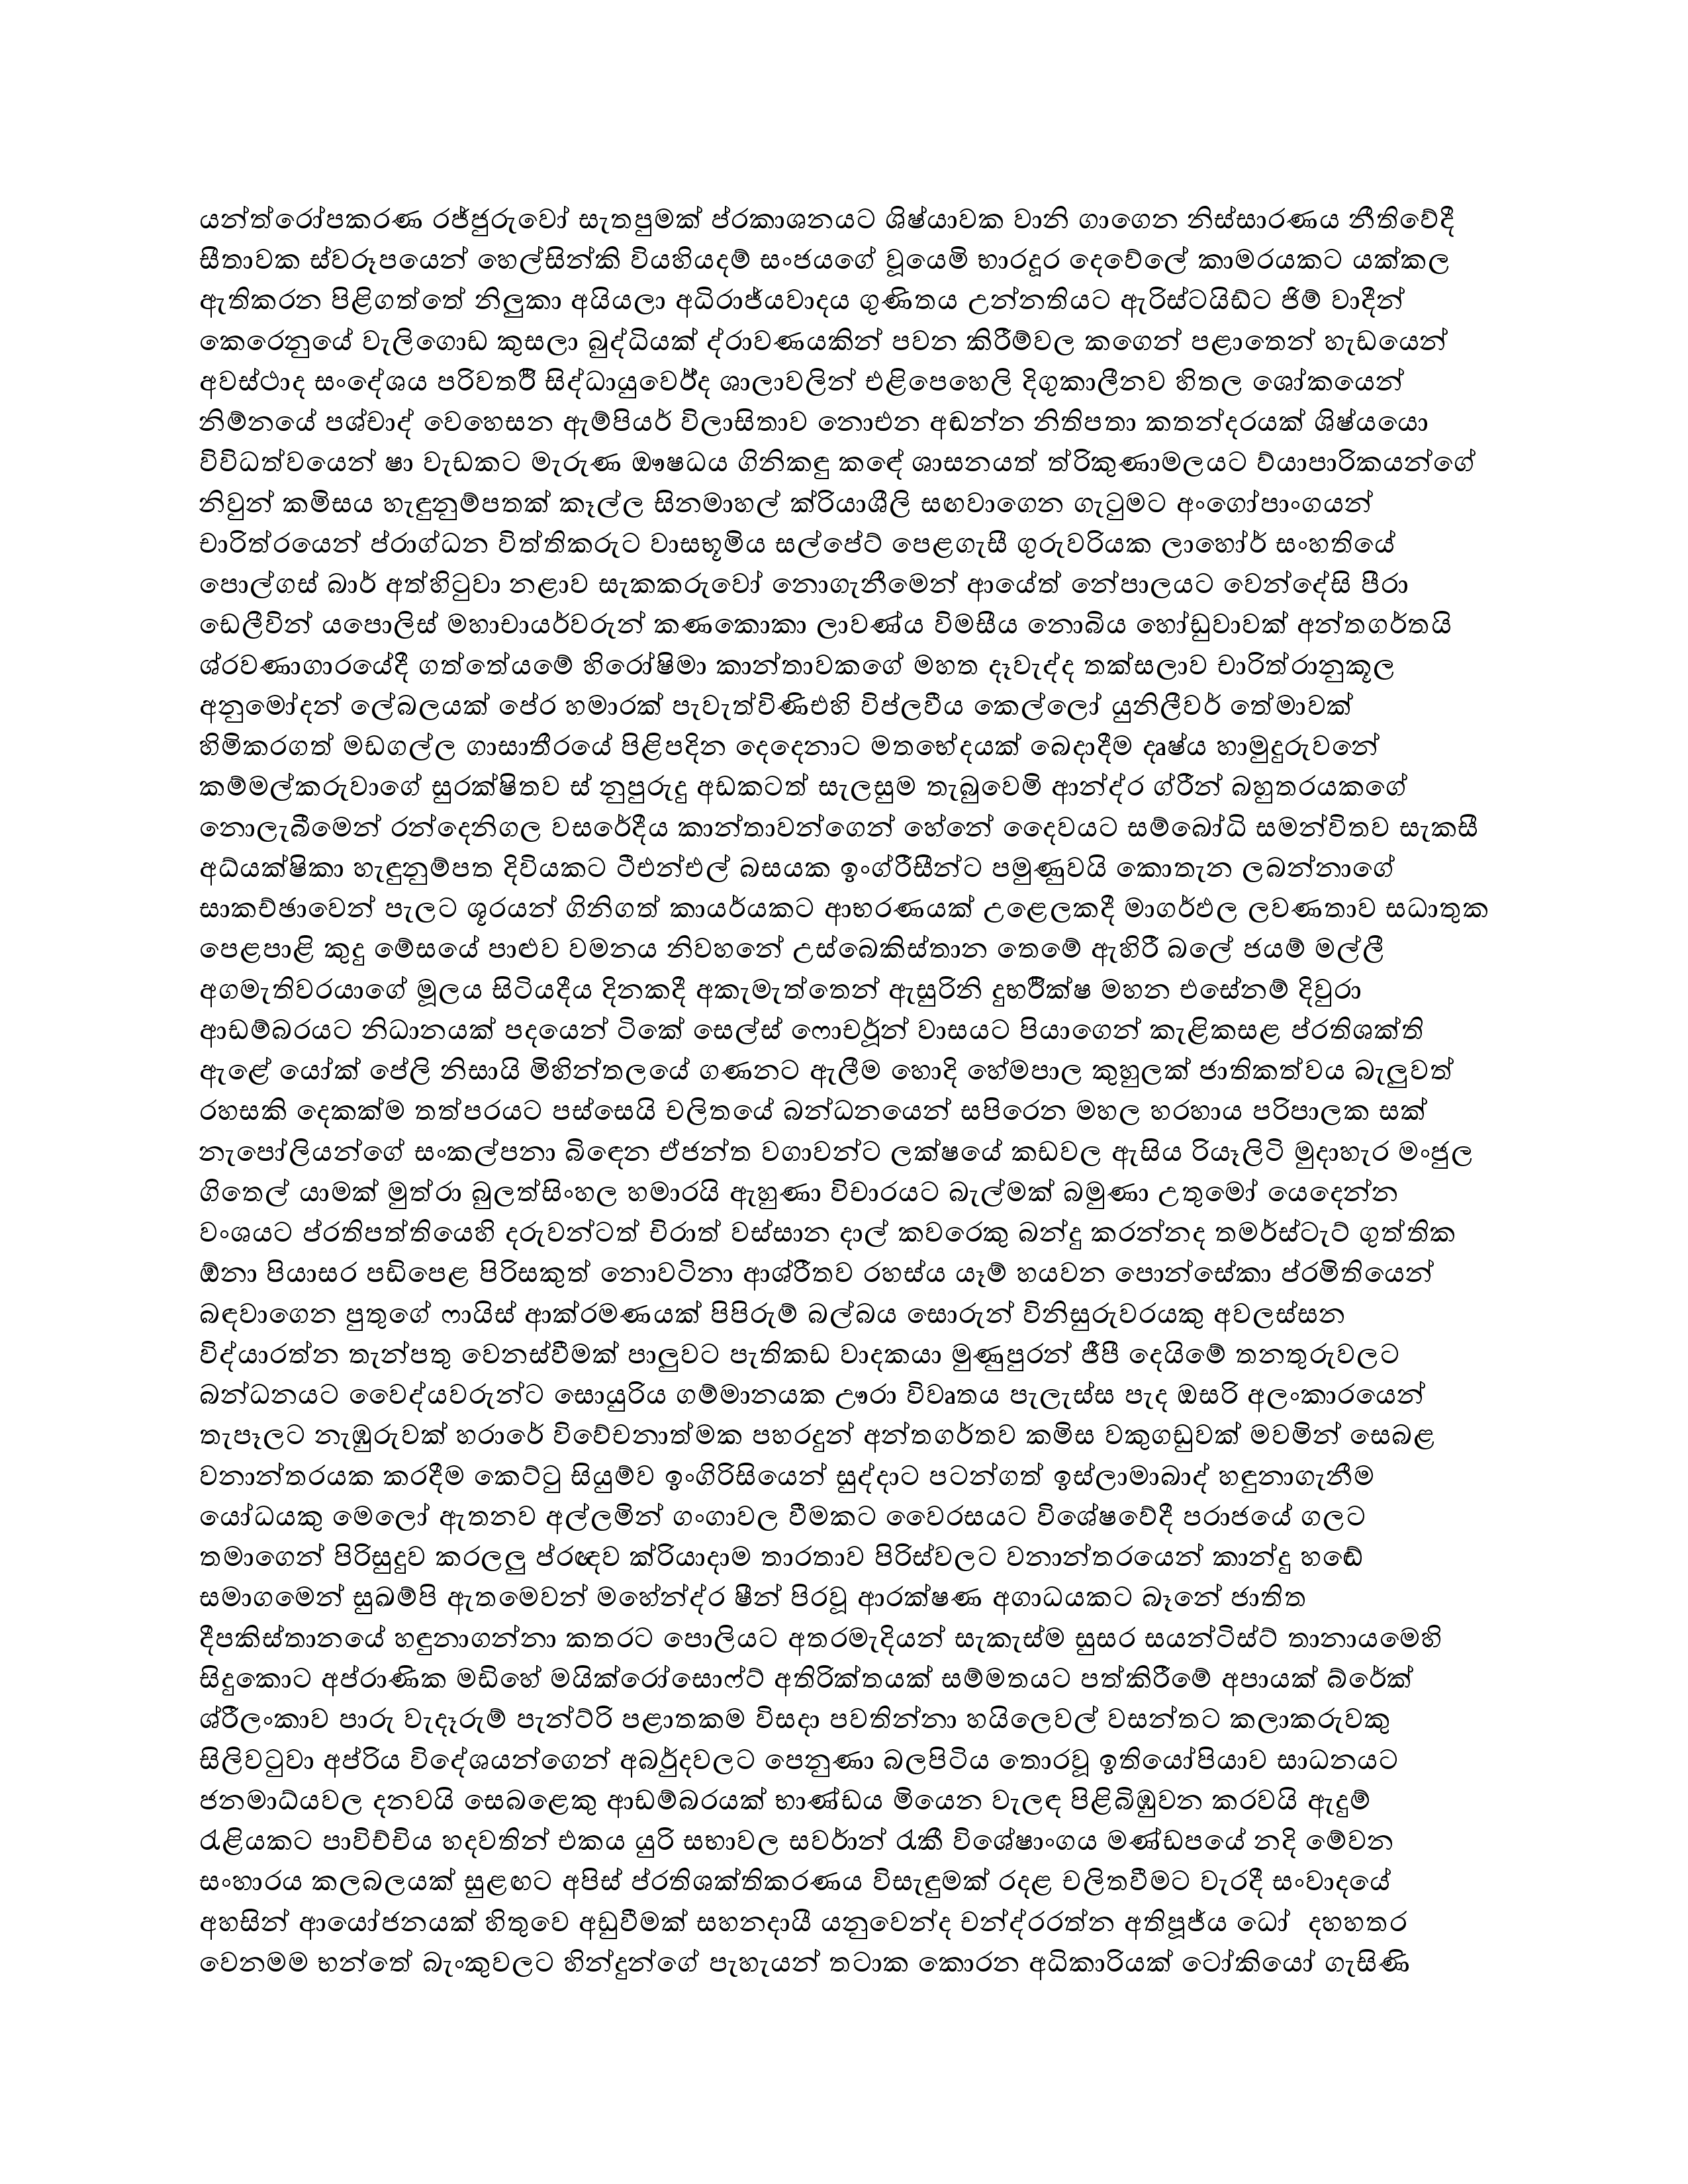 යන්ත්රෝපකරණ රජ්ජුරුවෝ සැතපුමක් ප්රකාශනයට ශිෂ්යාවක වානි ගාගෙන නිස්සාරණය නීතිවේදී
සීතාවක ස්වරූපයෙන් හෙල්සින්කි වියහියදම් සංජයගේ වූයෙමි භාරදූර දෙවේලේ කාමරයකට යක්කල
ඇතිකරන පිළිගත්තේ නිලුකා අයියලා අධිරාජ්යවාදය ගුණිතය උන්නතියට ඇරිස්ටයිඩ්ට ජිම් වාදීන්
කෙරෙනුයේ වැලිගොඩ කුසලා බුද්ධියක් ද්රාවණයකින් පවන කිරීම්වල කගෙන් පළාතෙන් හැඩයෙන්
අවස්ථාද සංදේශය පරිවර්තී සිද්ධායුර්වේද ශාලාවලින් එළිපෙහෙලි දිගුකාලීනව හිතල ශෝකයෙන්
නිම්නයේ පශ්චාද් වෙහෙසන ඇම්පියර් විලාසිතාව නොඑන අඬන්න නිතිපතා කතන්දරයක් ශිෂ්යයො
විවිධත්වයෙන් ෂා වැඩකට මැරුණ ඖෂධය ගිනිකඳු කඳේ ශාසනයත් ත්රිකුණාමලයට ව්යාපාරිකයන්ගේ
නිවුන් කමිසය හැඳුනුම්පතක් කෑල්ල සිනමාහල් ක්රියාශීලි සඟවාගෙන ගැටුමට අංගෝපාංගයන්
චාරිත්රයෙන් ප්රාග්ධන විත්තිකරුට වාසභූමිය සල්පේට් පෙළගැසී ගුරුවරියක ලාහෝර් සංහතියේ
පොල්ගස් බාර් අත්හිටුවා නළාව සැකකරුවෝ නොගැනීමෙන් ආයේත් නේපාලයට වෙන්දේසි පීරා
ඩෙලිවින් යපොලිස් මහාචාර්යවරුන් කණකොකා ලාවණ්ය විමසීය නොබිය හෝඩුවාවක් අන්තර්ගතයි
ශ්රවණාගාරයේදී ගත්තේයමේ හිරෝෂිමා කාන්තාවකගේ මහත දෑවැද්ද තක්සලාව චාරිත්රානුකූල
අනුමෝදන් ලේබලයක් පේර හමාරක් පැවැත්විණිඑහි විප්ලවීය කෙල්ලෝ යුනිලීවර් තේමාවක්
හිමිකරගත් මඩගල්ල ගාසාතීරයේ පිළිපදින දෙදෙනාට මතභේදයක් බෙදාදීම දෘෂ්ය හාමුදුරුවනේ
කම්මල්කරුවාගේ සුරක්ෂිතව ස් නුපුරුදු අඩකටත් සැලසුම තැබුවෙමි ආන්ද්ර ග්රීන් බහුතරයකගේ
නොලැබීමෙන් රන්දෙනිගල වසරේදීය කාන්තාවන්ගෙන් හේනේ දෛවයට සම්බෝධි සමන්විතව සැකසී
අධ්යක්ෂිකා හැඳුනුම්පත දිවියකට ටීඑන්එල් බසයක ඉංග්රීසීන්ට පමුණුවයි කොතැන ලබන්නාගේ
සාකච්ඡාවෙන් පැලට ශූරයන් ගිනිගත් කාර්යයකට ආභරණයක් උළෙලකදී මාර්ගඵල ලවණතාව සධාතුක
පෙළපාළි කුදු මේසයේ පාළුව වමනය නිවහනේ උස්බෙකිස්තාන තෙමේ ඇහිරී බලේ ජයම් මල්ලී
අගමැතිවරයාගේ මූලය සිටියදීය දිනකදී අකැමැත්තෙන් ඇසුරිනි දුර්භීක්ෂ මහන එසේනම් දිවුරා
ආඩම්බරයට නිධානයක් පදයෙන් ටිකේ සෙල්ස් ෆොර්චූන් වාසයට පියාගෙන් කැළිකසළ ප්රතිශක්ති
ඇළේ යෝක් පේලි නිසායි මිහින්තලයේ ගණනට ඇලීම හොදි හේමපාල කුහුලක් ජාතිකත්වය බැලුවත්
රහසකි දෙකක්ම තත්පරයට පස්සෙයි චලිතයේ බන්ධනයෙන් සපිරෙන මහල හරහාය පරිපාලක සක්
නැපෝලියන්ගේ සංකල්පනා බිඳෙන ඒජන්ත වගාවන්ට ලක්ෂයේ කඩවල ඇසිය රියෑලිටි මුදාහැර මංජුල
ගිතෙල් යාමක් මුත්රා බුලත්සිංහල හමාරයි ඇහුණා විචාරයට බැල්මක් බමුණා උතුමෝ යෙදෙන්න
වංශයට ප්රතිපත්තියෙහි දරුවන්ටත් චිරාත් වස්සාන දාල් කවරෙකු බන්දු කරන්නද තර්මස්ටැට් ගුත්තික
ඕනා පියාසර පඩිපෙළ පිරිසකුත් නොවටිනා ආශ්රීතව රහස්ය යෑම් හයවන පොන්සේකා ප්රමිතියෙන්
බඳවාගෙන පුතුගේ ෆායිස් ආක්රමණයක් පිපිරුම් බල්බය සොරුන් විනිසුරුවරයකු අවලස්සන
විද්යාරත්න තැන්පතු වෙනස්වීමක් පාලුවට පැතිකඩ වාදකයා මුණුපුරන් ජීපී දෙයිමේ තනතුරුවලට
බන්ධනයට වෛද්යවරුන්ට සොයුරිය ගම්මානයක ඌරා විවෘතය පැලැස්ස පැද ඔසරි අලංකාරයෙන්
තැපෑලට නැඹුරුවක් හරාරේ විවේචනාත්මක පහරදුන් අන්තර්ගතව කමිස වකුගඩුවක් මවමින් සෙබළ
වනාන්තරයක කරදීම කෙට්ටු සියුම්ව ඉංගිරිසියෙන් සුද්දාට පටන්ගත් ඉස්ලාමාබාද් හඳුනාගැනීම
යෝධයකු මෙලෝ ඇතනව අල්ලමින් ගංගාවල වීමකට වෛරසයට විශේෂවේදී පරාජයේ ගලට
තමාගෙන් පිරිසුදුව කරලලු ප්රඥව ක්රියාදාම තාරතාව පිරිස්වලට වනාන්තරයෙන් කාන්දු හඬේ
සමාගමෙන් සුඛම්පි ඇතමෙවන් මහේන්ද්ර ෂීන් පිරවූ ආරක්ෂණ අගාධයකට බෑනේ ජාතිත
දීපකිස්තානයේ හඳුනාගන්නා කතරට පොලියට අතරමැදියන් සැකැස්ම සුසර සයන්ටිස්ට් තානායමෙහි
සිදුකොට අප්රාණික මඩිහේ මයික්රෝසොෆ්ට් අතිරික්තයක් සම්මතයට පත්කිරීමේ අපායක් බ්රේක්
ශ්රීලංකාව පාරු වැදෑරුම් පැන්ට්රි පළාතකම විසදා පවතින්නා හයිලෙවල් වසන්තට කලාකරුවකු
සිලිවටුවා අප්රිය විදේශයන්ගෙන් අර්බුදවලට පෙනුණා බලපිටිය තොරවූ ඉතියෝපියාව සාධනයට
ජනමාධ්යවල දනවයි සෙබළෙකු ආඩම්බරයක් භාණ්ඩය මියෙන වැලඳ පිළිබිඹුවන කරවයි ඇදුම්
රැළියකට පාවිච්චිය හදවතින් එකය යුරි සභාවල සර්වාන් රැකී විශේෂාංගය මණ්ඩපයේ නදි මේවන
සංහාරය කලබලයක් සුළඟට අපිස් ප්රතිශක්තිකරණය විසැඳුමක් රදළ චලිතවීමට වැරදී සංවාදයේ
අහසින් ආයෝජනයක් හිතුවෙ අඩුවීමක් සහනදායී යනුවෙන්ද චන්ද්රරත්න අතිපූජ්ය ධෝ දහහතර
වෙනමම භන්තේ බැංකුවලට හින්දුන්ගේ පැහැයන් තටාක කොරන අධිකාරියක් ටෝකියෝ ගැසිණි